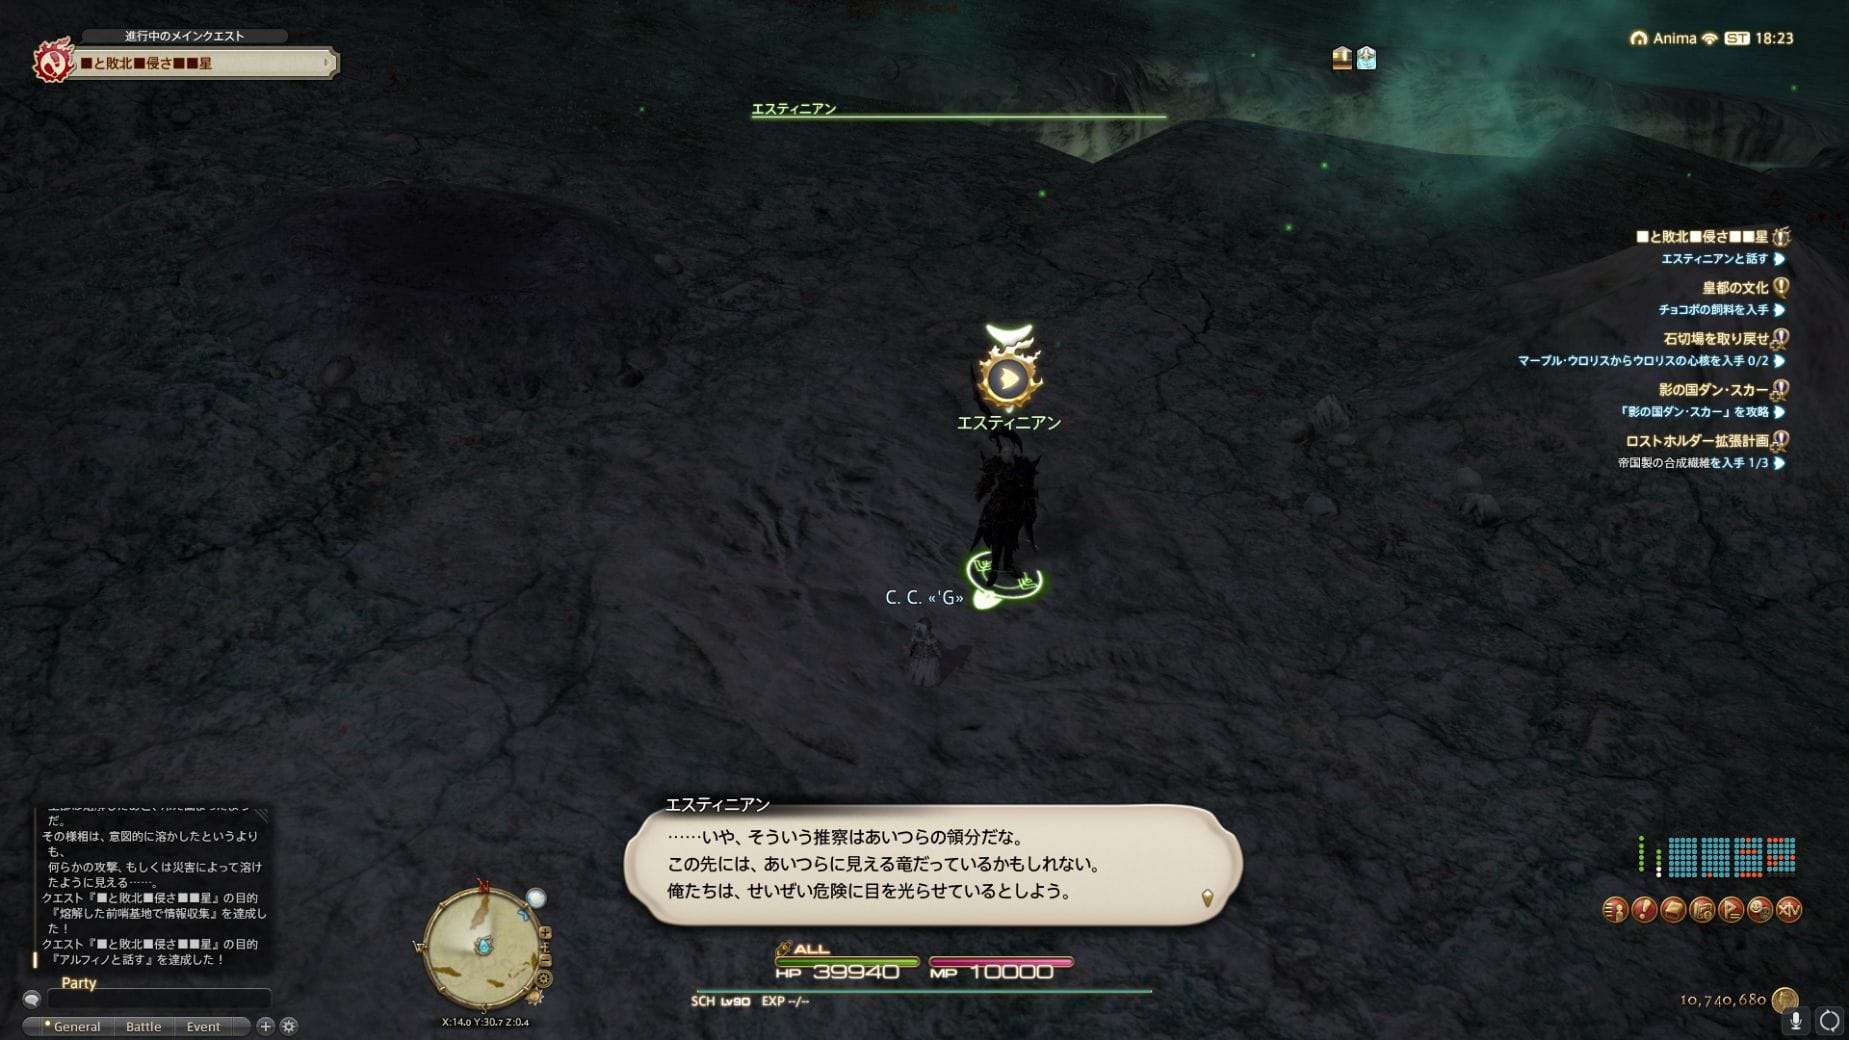 進行中のメインクエスト
■と敗北■侵さ■■星
Anima ST 18:23
エスティニアン
■と敗北■侵さ■■星
エスティニアンと話す
皇都の文化
チョコボの飼料を入手
石切場を取り戻せ
マーブル・ウロリスからウロリスの心核を入手 0/2
影の国ダン・スカー
『影の国ダン・スカー』を攻略
ロストホルダー拡張計画
帝国製の合成繊維を入手 1/3
エスティニアン
C. C. «'G»
エスティニアン
……いや、そういう推察はあいつらの領分だな。
この先には、あいつらに見える竜だっているかもしれない。
俺たちは、せいぜい危険に目を光らせているとしよう。
だ。
その様相は、意図的に溶かしたというより
も、
何らかの攻撃、もしくは災害によって溶け
たように見える……。
クエスト『■と敗北■侵さ■■星』の目的
『熔解した前哨基地で情報収集』を達成し
た！
クエスト『■と敗北■侵さ■■星』の目的
『アルフィノと話す』を達成した！
Party
General Battle Event
N
W
S
X:14.0 Y:30.7 Z:0.4
ALL
HP 39940 MP 10000
SCH Lv90 EXP --/--
XIV
10,740,680